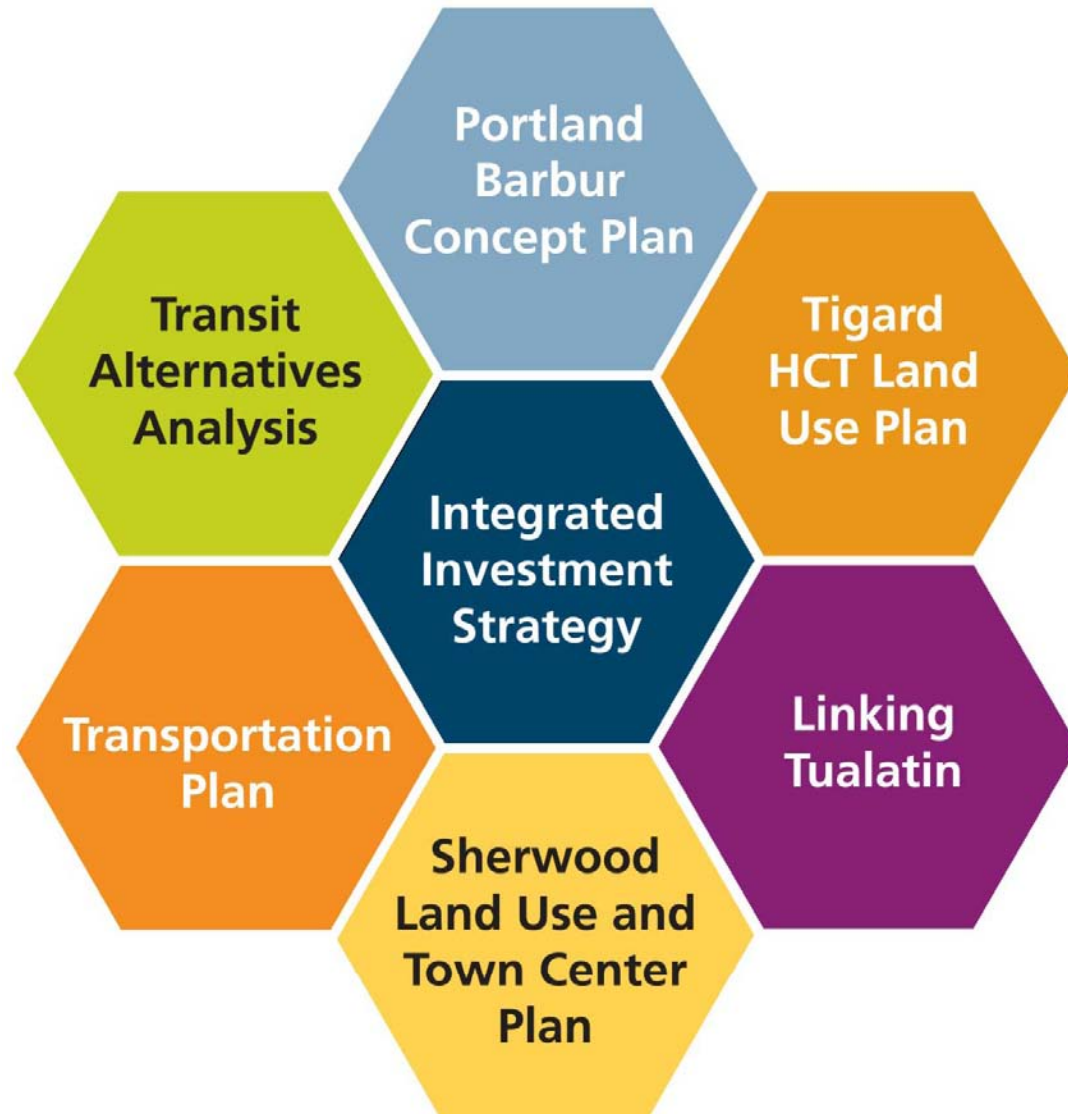 Portland
Barbur
Concept Plan
Transit
Alternatives
Analysis
Tigard
HCT Land
Use Plan
Integrated
Investment
Strategy
Transportation
Plan
Linking
Tualatin
Sherwood
Land Use and
Town Center
Plan